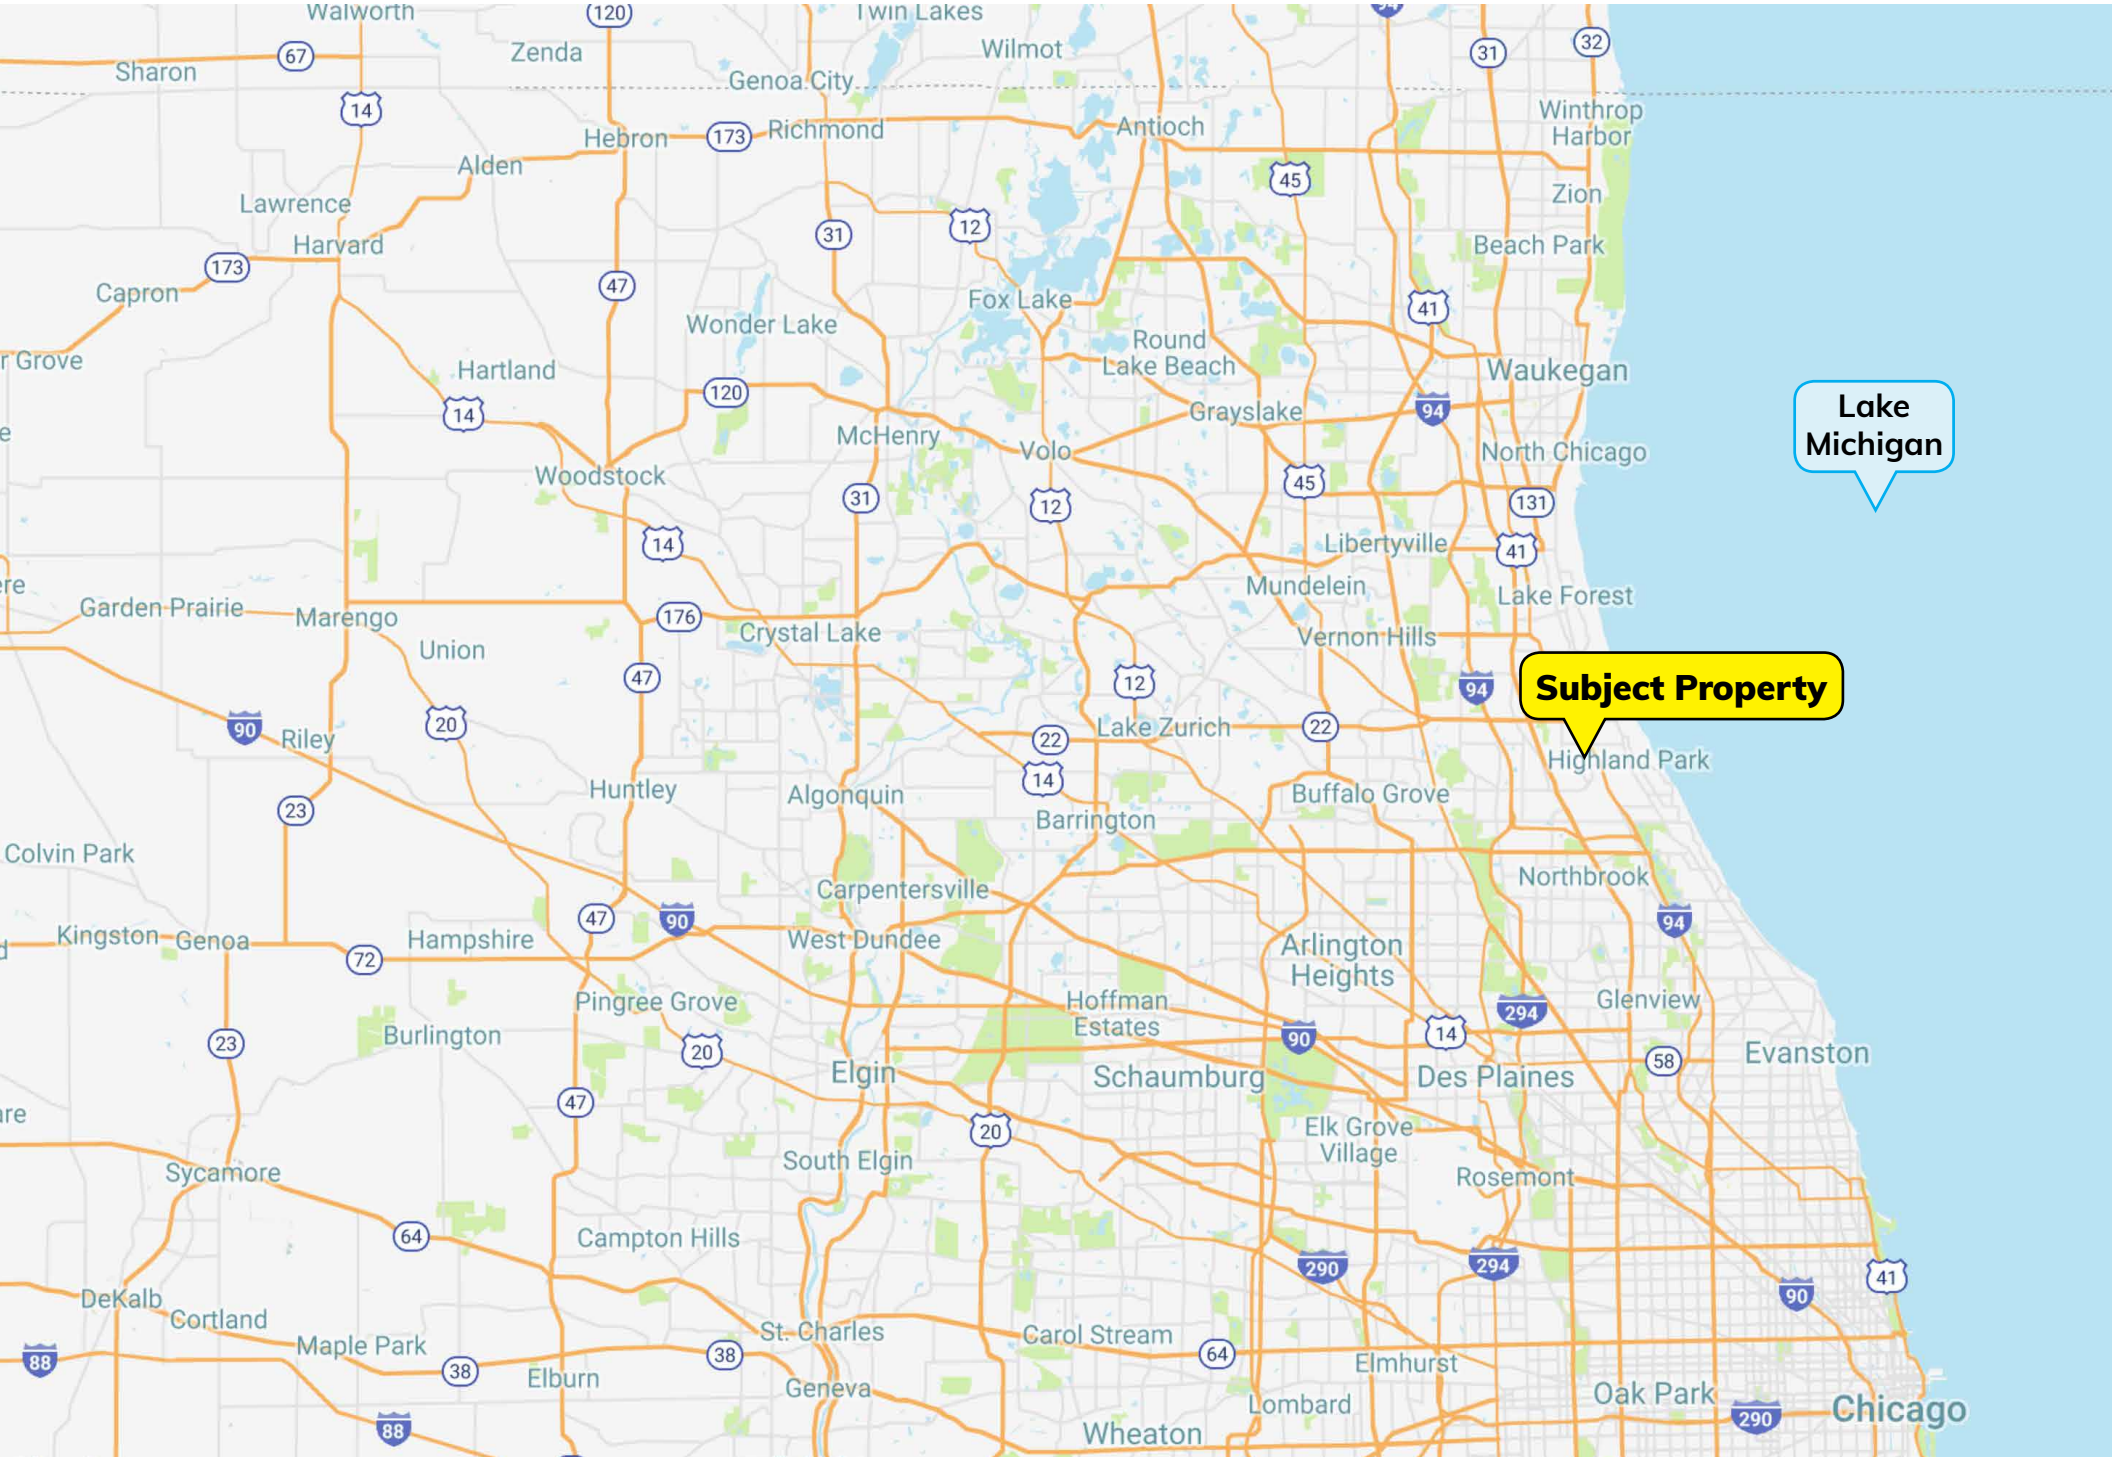 Walworth
120
Twin Lakes
94
Zenda
Wilmot
31
32
67
Sharon
Genoa City
14
Winthrop
Harbor
Hebron
173
Richmond
Antioch
Alden
45
Zion
Lawrence
31
12
Harvard
Beach Park
173
Capron
47
Fox Lake
41
Wonder Lake
Round
Lake Beach
r Grove
Hartland
Waukegan
120
14
Grayslake
94
Lake
Michigan
e
McHenry
Volo
North Chicago
Woodstock
45
31
12
131
14
Libertyville
41
ere
Mundelein
Lake Forest
Garden Prairie
Marengo
176
Crystal Lake
Vernon Hills
Union
47
12
94
Subject Property
90
Riley
20
22
Lake Zurich
22
Highland Park
14
Huntley
Algonquin
Buffalo Grove
23
Barrington
Colvin Park
Carpentersville
Northbrook
47
90
94
Kingston
Genoa
Hampshire
West Dundee
Arlington
Heights
d
72
Pingree Grove
Hoffman
Estates
Glenview
294
Burlington
23
20
90
14
Elgin
Schaumburg
Des Plaines
58
Evanston
47
are
20
Elk Grove
Village
South Elgin
Sycamore
Rosemont
64
Campton Hills
290
294
41
DeKalb
90
Cortland
St. Charles
Carol Stream
Maple Park
38
64
88
38
Elburn
Elmhurst
Geneva
Oak Park
Lombard
290
Chicago
88
Wheaton